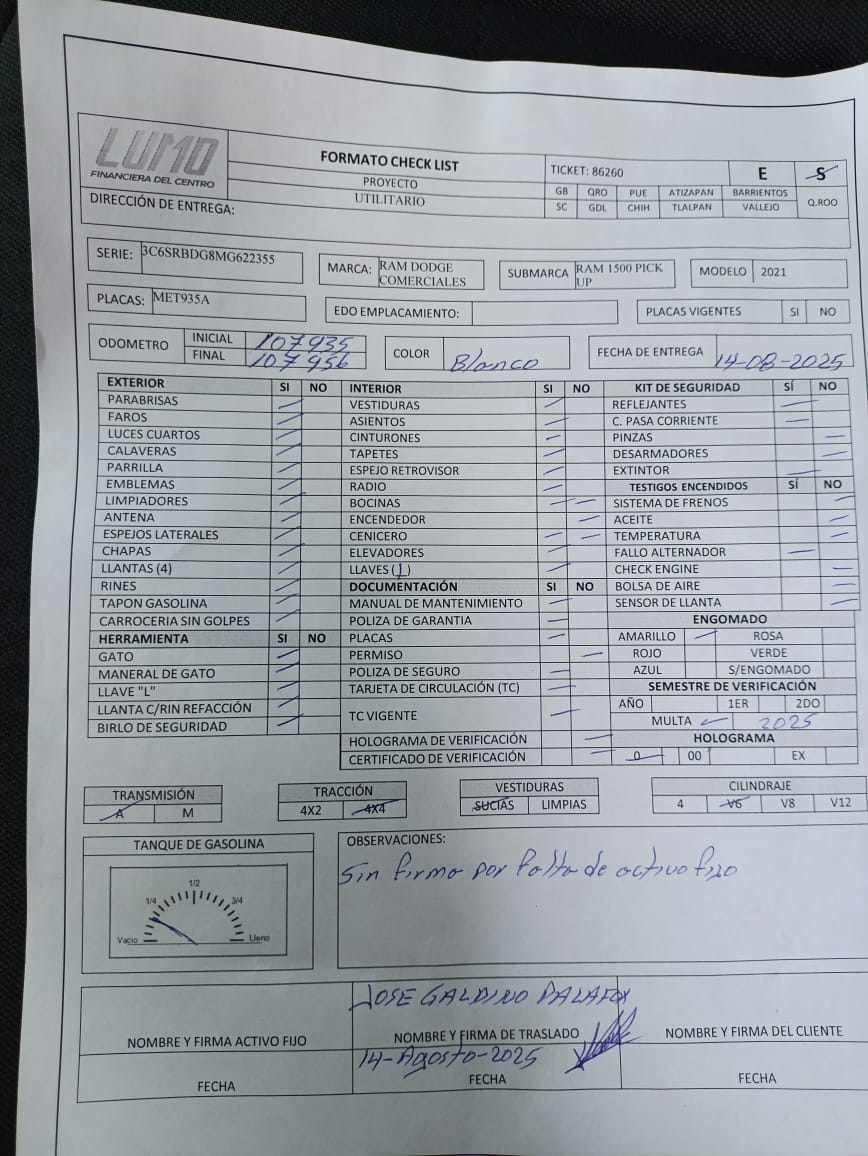 LUMO
FINANCIERA DEL CENTRO
FORMATO CHECK LIST
PROYECTO
UTILITARIO
TICKET: 86260 E S
GB QRO PUE ATIZAPAN BARRIENTOS Q.ROO
SC GDL CHIH TLALPAN VALLEJO
DIRECCIÓN DE ENTREGA:
SERIE: 3C6SRBDG8MG622355
MARCA: RAM DODGE COMERCIALES
SUBMARCA RAM 1500 PICK UP
MODELO 2021
PLACAS: MET935A
EDO EMPLACAMIENTO:
PLACAS VIGENTES SI NO
ODOMETRO INICIAL 107935
FINAL 107956
COLOR Blanco
FECHA DE ENTREGA 14-08-2025
EXTERIOR SI NO
PARABRISAS
FAROS
LUCES CUARTOS
CALAVERAS
PARRILLA
EMBLEMAS
LIMPIADORES
ANTENA
ESPEJOS LATERALES
CHAPAS
LLANTAS (4)
RINES
TAPON GASOLINA
CARROCERIA SIN GOLPES
HERRAMIENTA SI NO
GATO
MANERAL DE GATO
LLAVE "L"
LLANTA C/RIN REFACCIÓN
BIRLO DE SEGURIDAD
INTERIOR SI NO
VESTIDURAS
ASIENTOS
CINTURONES
TAPETES
ESPEJO RETROVISOR
RADIO
BOCINAS
ENCENDEDOR
CENICERO
ELEVADORES
LLAVES (1)
DOCUMENTACIÓN SI NO
MANUAL DE MANTENIMIENTO
POLIZA DE GARANTIA
PLACAS
PERMISO
POLIZA DE SEGURO
TARJETA DE CIRCULACIÓN (TC)
TC VIGENTE
HOLOGRAMA DE VERIFICACIÓN
CERTIFICADO DE VERIFICACIÓN
KIT DE SEGURIDAD SÍ NO
REFLEJANTES
C. PASA CORRIENTE
PINZAS
DESARMADORES
EXTINTOR
TESTIGOS ENCENDIDOS SÍ NO
SISTEMA DE FRENOS
ACEITE
TEMPERATURA
FALLO ALTERNADOR
CHECK ENGINE
BOLSA DE AIRE
SENSOR DE LLANTA
ENGOMADO
AMARILLO ROSA
ROJO VERDE
AZUL S/ENGOMADO
SEMESTRE DE VERIFICACIÓN
AÑO 1ER 2DO
MULTA 2025
HOLOGRAMA
0 00 EX
TRANSMISIÓN
A M
TRACCIÓN
4X2 4X4
VESTIDURAS
SUCIAS LIMPIAS
CILINDRAJE
4 V6 V8 V12
TANQUE DE GASOLINA
1/2
1/4 3/4
Vacio Lleno
OBSERVACIONES:
Sin firma por falta de activo fijo
JOSE GALDINO PALAFOX
NOMBRE Y FIRMA ACTIVO FIJO
NOMBRE Y FIRMA DE TRASLADO
NOMBRE Y FIRMA DEL CLIENTE
14-Agosto-2025
FECHA
FECHA
FECHA